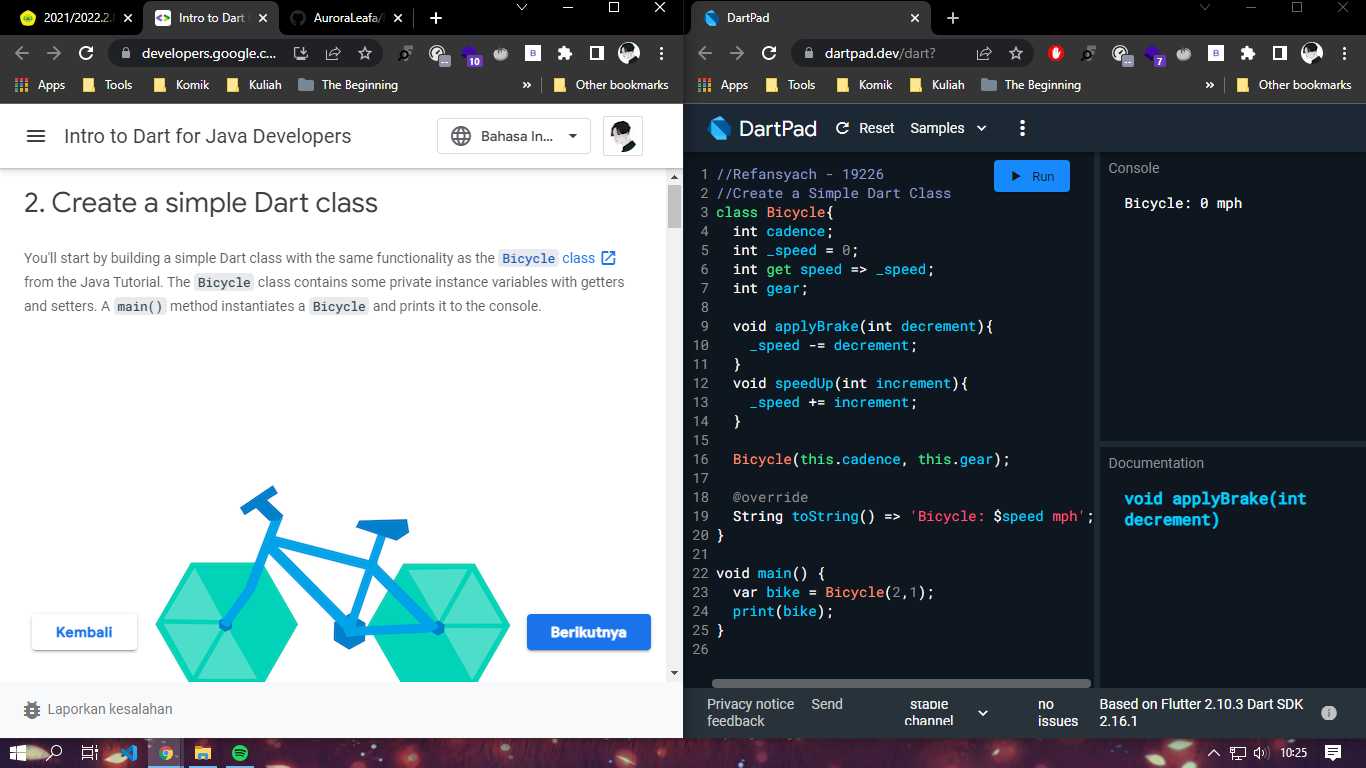 2021/2022.2.
Intro to Dart
AuroraLeafa/
developers.google.c...
10
Apps
Tools
Komik
Kuliah
The Beginning
»
Other bookmarks
Intro to Dart for Java Developers
Bahasa In...
2. Create a simple Dart class
You'll start by building a simple Dart class with the same functionality as the Bicycle class
from the Java Tutorial. The Bicycle class contains some private instance variables with getters
and setters. A main() method instantiates a Bicycle and prints it to the console.
Kembali
Berikutnya
Laporkan kesalahan
DartPad
dartpad.dev/dart?
7
Apps
Tools
Komik
Kuliah
The Beginning
»
Other bookmarks
DartPad
Reset
Samples
Run
1 //Refansyach - 19226
2 //Create a Simple Dart Class
3 class Bicycle{
4 int cadence;
5 int _speed = 0;
6 int get speed => _speed;
7 int gear;
8
9 void applyBrake(int decrement){
10 _speed -= decrement;
11 }
12 void speedUp(int increment){
13 _speed += increment;
14 }
15
16 Bicycle(this.cadence, this.gear);
17
18 @override
19 String toString() => 'Bicycle: $speed mph';
20 }
21
22 void main() {
23 var bike = Bicycle(2,1);
24 print(bike);
25 }
26
Console
Bicycle: 0 mph
Documentation
void applyBrake(int
decrement)
Privacy notice
Send
feedback
stable
channel
no
issues
Based on Flutter 2.10.3 Dart SDK
2.16.1
10:25